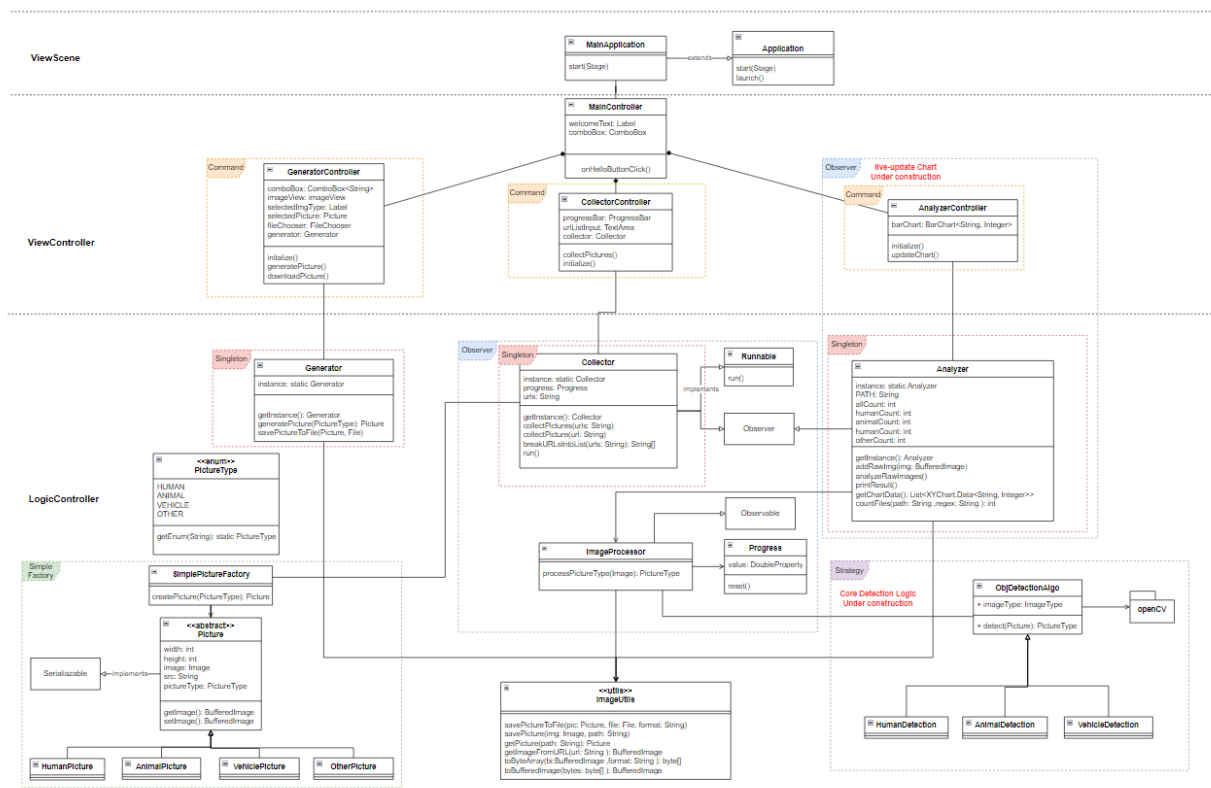 ViewScene
MainApplication
start(Stage)
extends
Application
start(Stage)
launch()
ViewController
MainController
welcomeText: Label
comboBox: ComboBox
onHelloButtonClick()
Command
GeneratorController
comboBox: ComboBox<String>
imageView: imageView
selectedImgType: Label
selectedPicture: Picture
fileChooser: FileChooser
generator: Generator
initalize()
generatePicture()
downloadPicture()
Command
CollectorController
progressBar: ProgressBar
urlListInput: TextArea
collector: Collector
collectPictures()
initialize()
Observer
live-update Chart
Under construction
Command
AnalyzerController
barChart: BarChart<String, Integer>
initialize()
updateChart()
LogicController
Singleton
Generator
instance: static Generator
getInstance(): Generator
generatePicture(PictureType): Picture
savePictureToFile(Picture, File)
Observer
Singleton
Collector
instance: static Collector
progress: Progress
urls: String
getInstance(): Collector
collectPictures(urls: String)
collectPicture(url: String)
breakURLsIntoList(urls: String): String[]
run()
implements
Runnable
run()
Observer
Singleton
Analyzer
instance: static Analyzer
PATH: String
allCount: int
humanCount: int
animalCount: int
humanCount: int
otherCount: int
getInstance(): Analyzer
addRawImg(img: BufferedImage)
analyzeRawImages()
printResult()
getChartData(): List<XYChart.Data<String, Integer>>
countFiles(path: String ,regex: String ): int
<<enum>>
PictureType
HUMAN
ANIMAL
VEHICLE
OTHER
getEnum(String): static PictureType
Observable
ImageProcessor
processPictureType(Image): PictureType
Progress
value: DoubleProperty
reset()
Simple
Factory
SimplePictureFactory
createPicture(PictureType): Picture
<<abstract>>
Picture
width: int
height: int
image: Image
src: String
pictureType: PictureType
getImage(): BufferedImage
setImage(): BufferedImage
Serialiazable
implements
HumanPicture
AnimalPicture
VehiclePicture
OtherPicture
<<utils>>
ImageUtils
savePictureToFile(pic: Picture, file: File, format: String)
savePicture(img: Image, path: String)
getPicture(path: String): Picture
getImageFromURL(url: String ): BufferedImage
toByteArray(bi:BufferedImage ,format: String ): byte[]
toBufferedImage(bytes: byte[] ): BufferedImage
Strategy
Core Detection Logic
Under construction
ObjDetectionAlgo
+ imageType: ImageType
+ detect(Picture): PictureType
openCV
HumanDetection
AnimalDetection
VehicleDetection